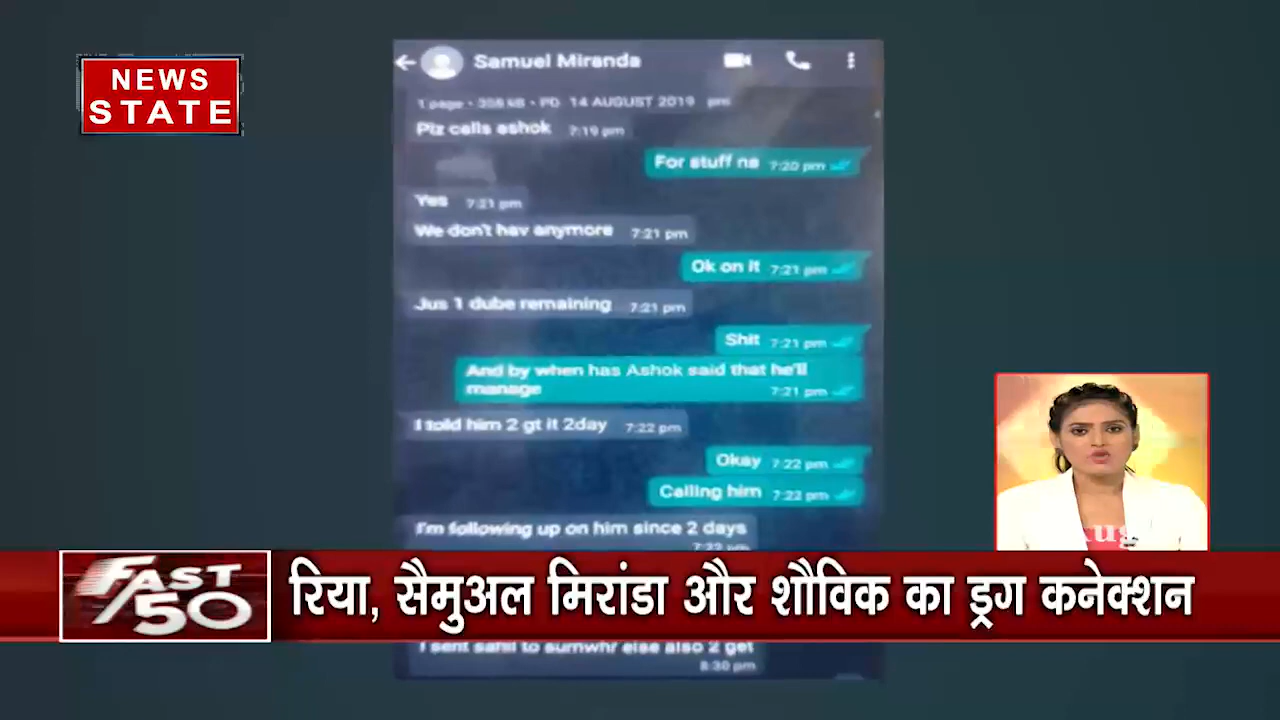 NEWS
STATE
Samuel Miranda
1 page • 358 kB • PD 14 AUGUST 2019 pm
Plz calls ashok 7:19 pm
For stuff na 7:20 pm
Yes 7:21 pm
We don't hav anymore 7:21 pm
Ok on it 7:21 pm
Jus 1 dube remaining 7:21 pm
Shit 7:21 pm
And by when has Ashok said that he'll
manage 7:21 pm
I told him 2 gt it 2day 7:22 pm
Okay 7:22 pm
Calling him 7:22 pm
I'm following up on him since 2 days
7:22 pm
FAST
50
रिया, सैमुअल मिरांडा और शौविक का ड्रग कनेक्शन
I sent sahil to sumwhr else also 2 get
8:30 pm